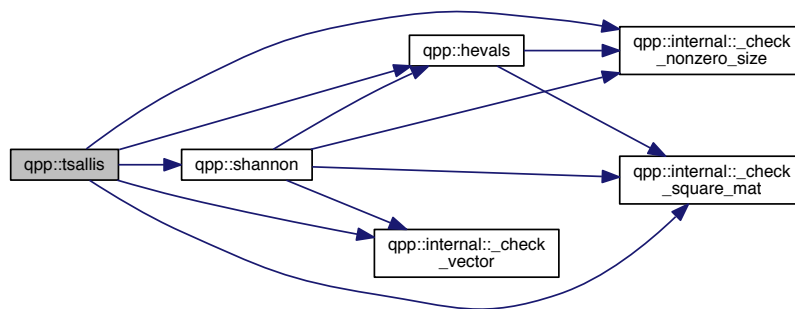 qpp::tsallis
qpp::shannon
qpp::hevals
qpp::internal::_check
_vector
qpp::internal::_check
_nonzero_size
qpp::internal::_check
_square_mat